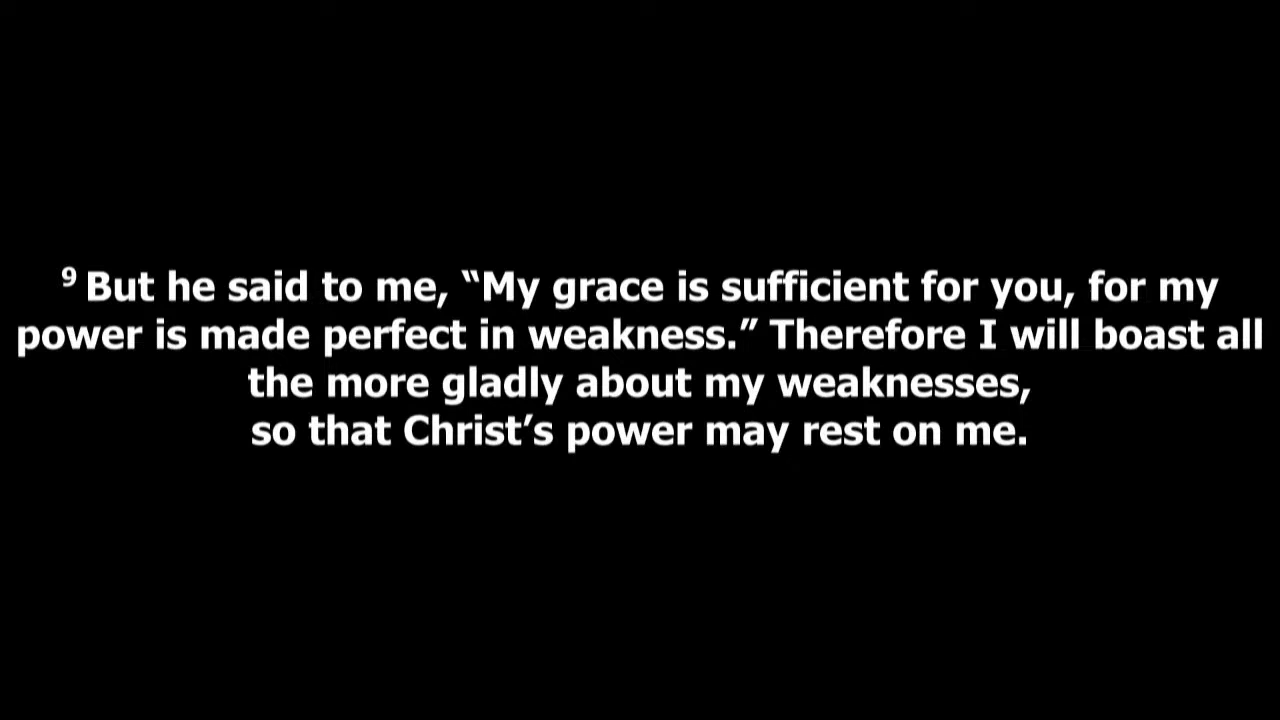 ⁹ But he said to me, “My grace is sufficient for you, for my
power is made perfect in weakness.” Therefore I will boast all
the more gladly about my weaknesses,
so that Christ’s power may rest on me.